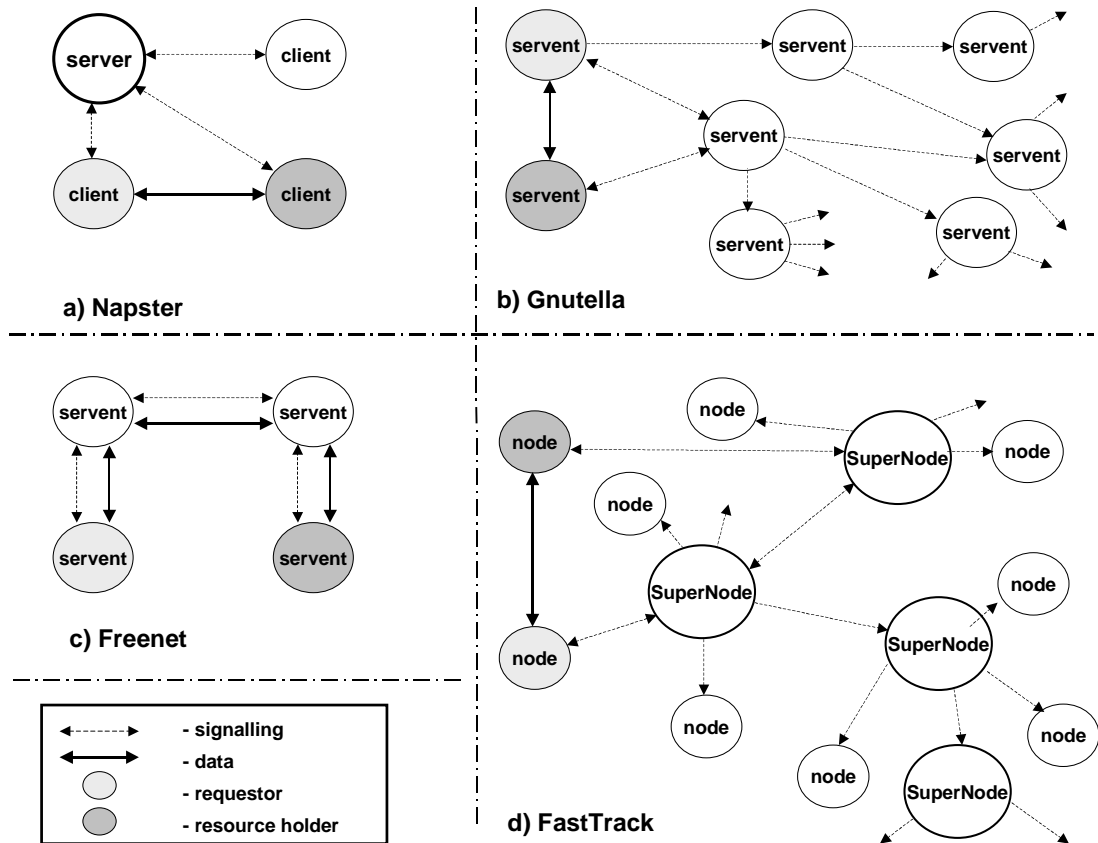 server
client
client
client
a) Napster
servent
servent
servent
servent
servent
servent
servent
servent
b) Gnutella
servent
servent
servent
servent
c) Freenet
- signalling
- data
- requestor
- resource holder
node
node
SuperNode
node
node
SuperNode
node
SuperNode
node
node
node
node
SuperNode
d) FastTrack